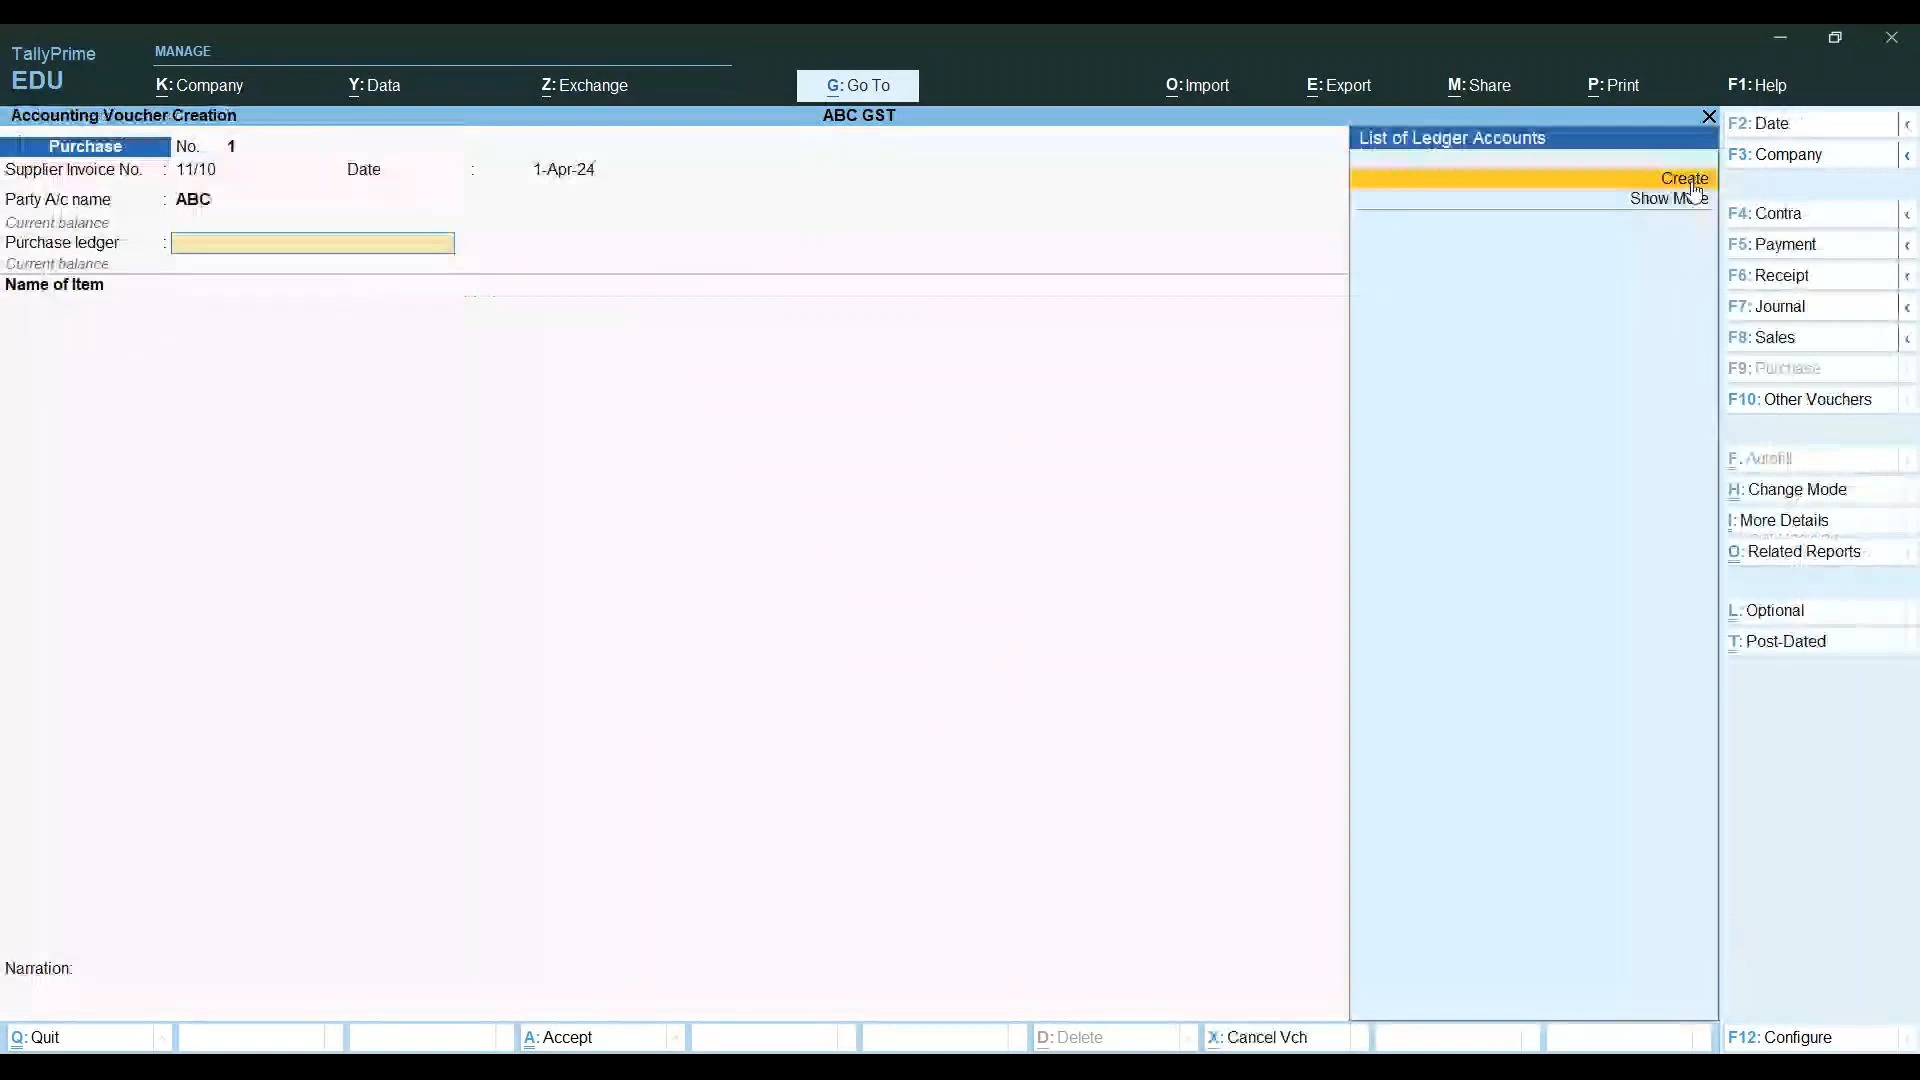 TallyPrime
EDU
MANAGE
K: Company
Y: Data
Z: Exchange
G: Go To
O: Import
E: Export
M: Share
P: Print
F1: Help
Accounting Voucher Creation
ABC GST
Purchase No. 1
Supplier Invoice No. : 11/10 Date : 1-Apr-24
Party A/c name : ABC
Current balance
Purchase ledger :
Current balance
Name of Item
Narration:
List of Ledger Accounts
Create
Show More
F2: Date
F3: Company
F4: Contra
F5: Payment
F6: Receipt
F7: Journal
F8: Sales
F9: Purchase
F10: Other Vouchers
F: Autofill
H: Change Mode
I: More Details
O: Related Reports
L: Optional
T: Post-Dated
Q: Quit
A: Accept
D: Delete
X: Cancel Vch
F12: Configure